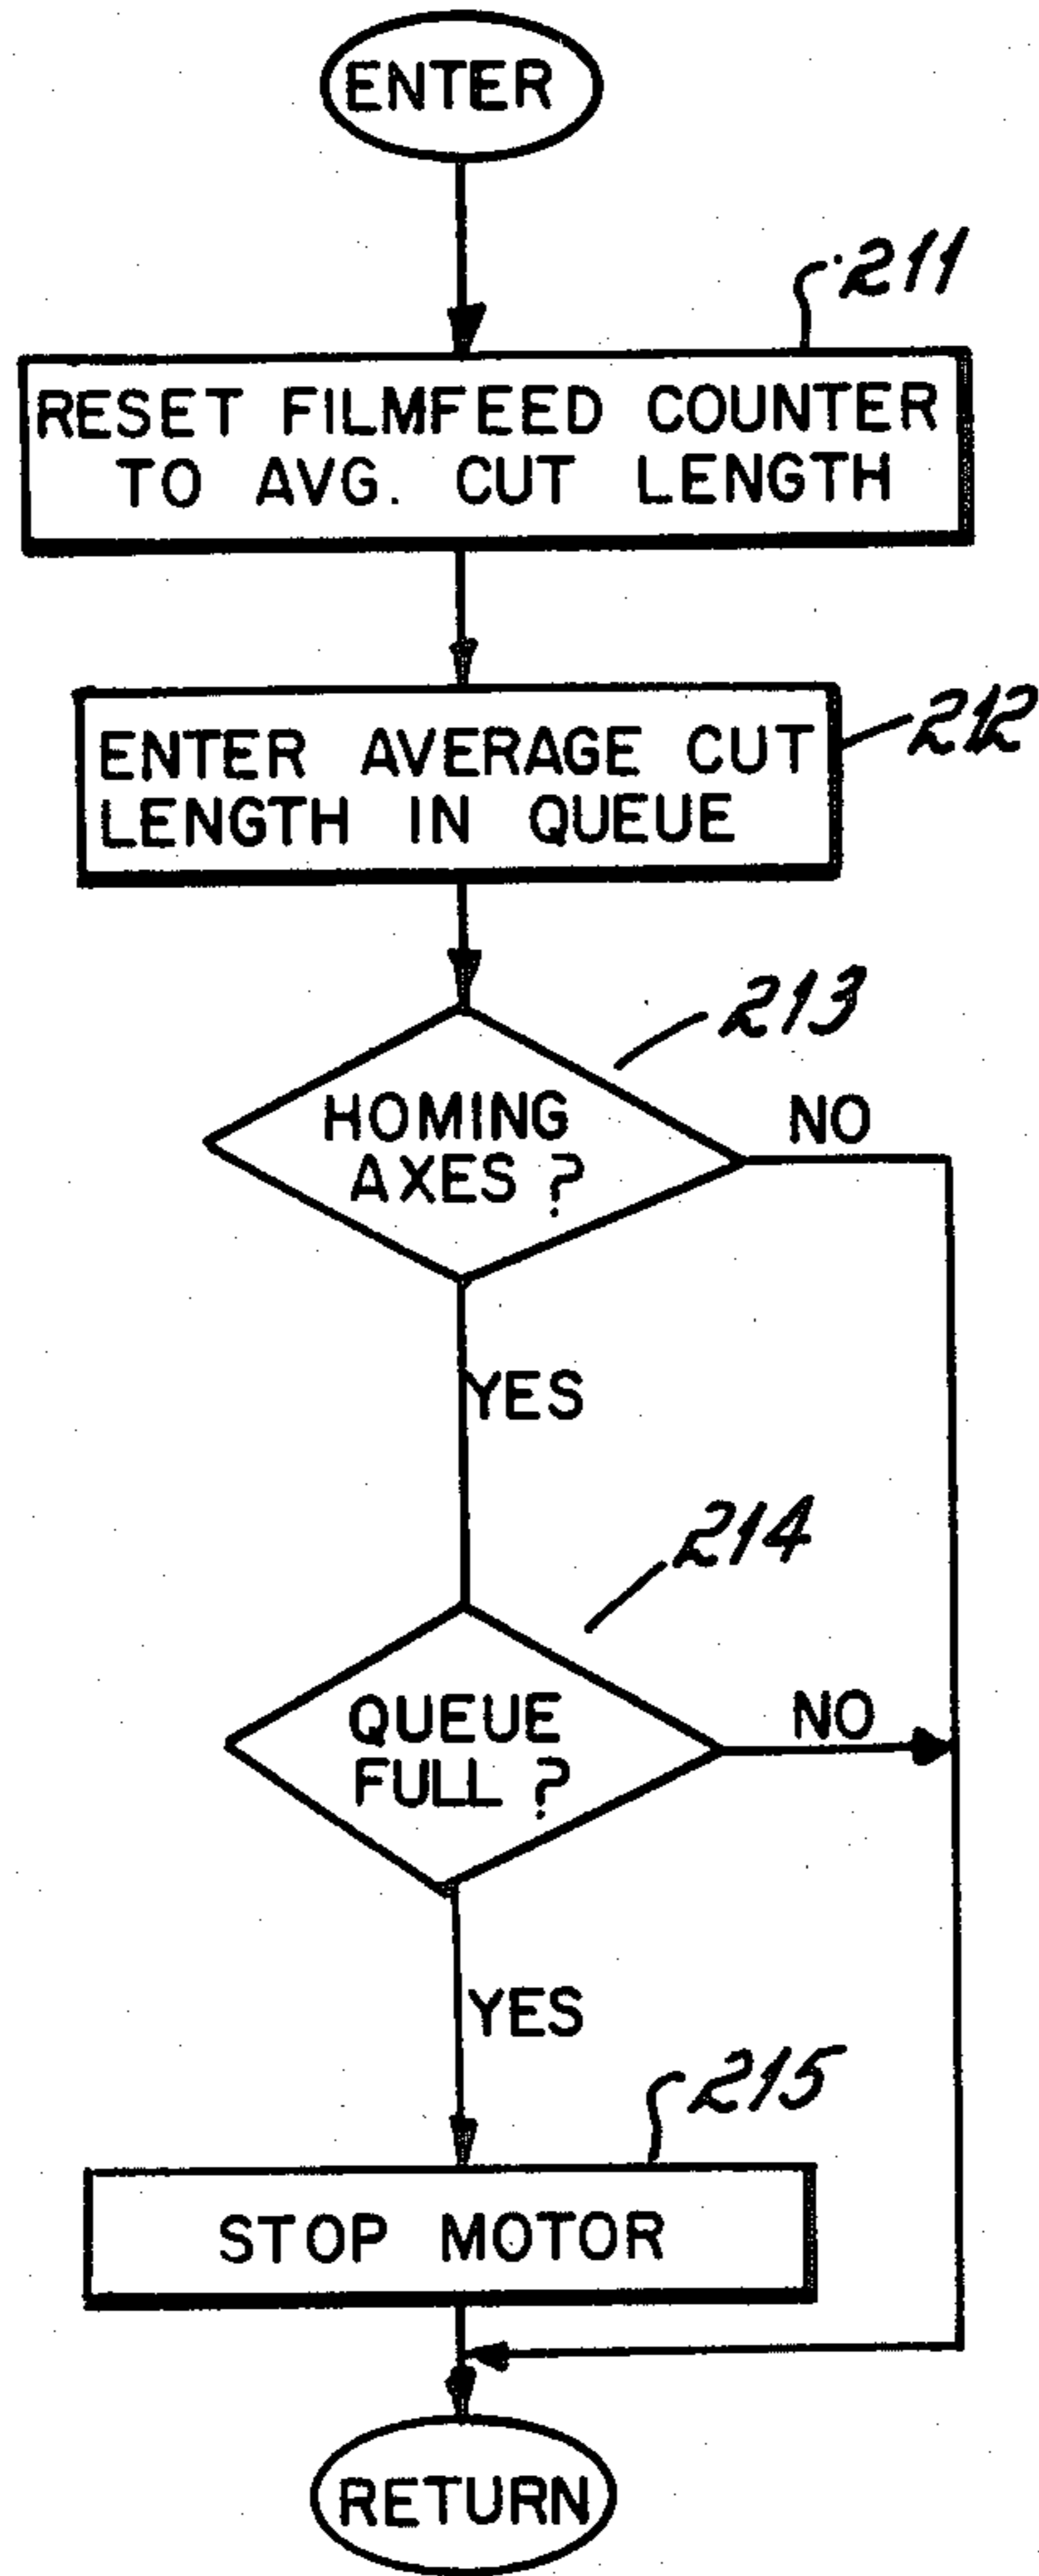 ENTER
211
RESET FILMFEED COUNTER
TO AVG. CUT LENGTH
212
ENTER AVERAGE CUT
LENGTH IN QUEUE
213
HOMING
AXES ?
NO
YES
214
QUEUE
FULL ?
NO
YES
215
STOP MOTOR
RETURN